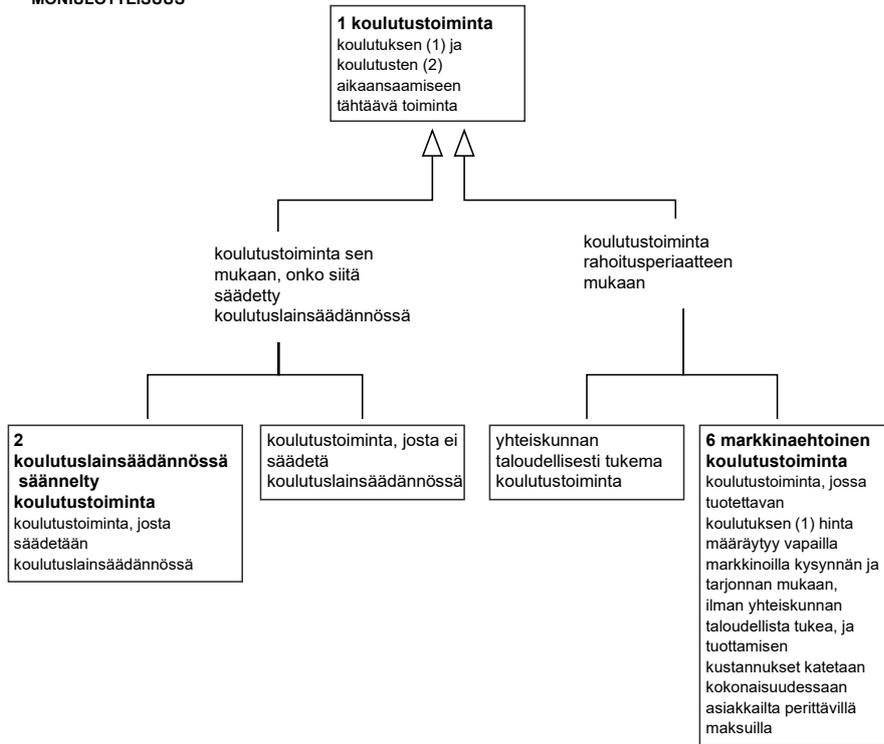 MONIULOTTEISUUS
1 koulutustoiminta
koulutuksen (1) ja
koulutusten (2)
aikaansaamiseen
tähtäävä toiminta
koulutustoiminta sen
mukaan, onko siitä
säädetty
koulutuslainsäädännössä
koulutustoiminta
rahoitusperiaatteen
mukaan
2
koulutuslainsäädännössä
säännelty
koulutustoiminta
koulutustoiminta, josta
säädetään
koulutuslainsäädännössä
koulutustoiminta, josta ei
säädetä
koulutuslainsäädännössä
yhteiskunnan
taloudellisesti tukema
koulutustoiminta
6 markkinaehtoinen
koulutustoiminta
koulutustoiminta, jossa
tuotettavan
koulutuksen (1) hinta
määräytyy vapailla
markkinoilla kysynnän ja
tarjonnan mukaan,
ilman yhteiskunnan
taloudellista tukea, ja
tuottamisen
kustannukset katetaan
kokonaisuudessaan
asiakkailta perittävillä
maksuilla